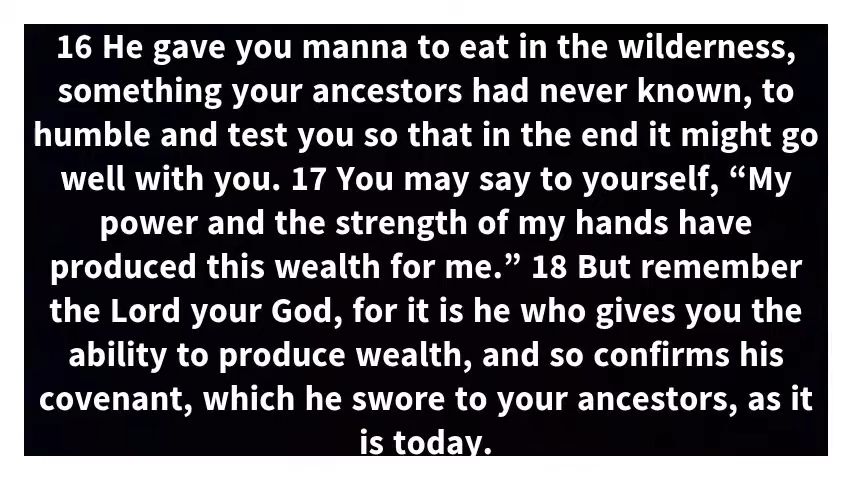 16 He gave you manna to eat in the wilderness,
something your ancestors had never known, to
humble and test you so that in the end it might go
well with you. 17 You may say to yourself, “My
power and the strength of my hands have
produced this wealth for me.” 18 But remember
the Lord your God, for it is he who gives you the
ability to produce wealth, and so confirms his
covenant, which he swore to your ancestors, as it
is today.